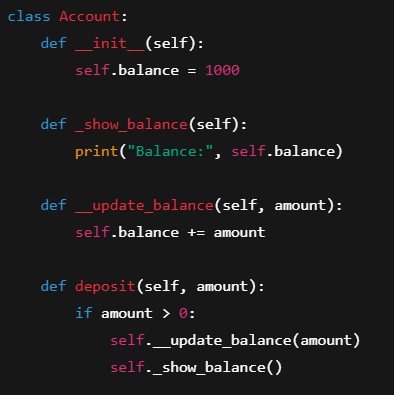 class Account:
    def __init__(self):
        self.balance = 1000

    def _show_balance(self):
        print("Balance:", self.balance)

    def __update_balance(self, amount):
        self.balance += amount

    def deposit(self, amount):
        if amount > 0:
            self.__update_balance(amount)
            self._show_balance()